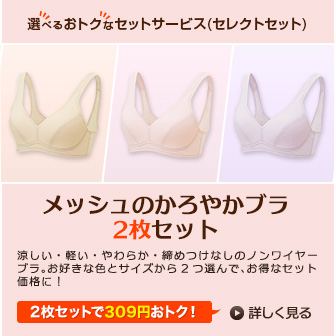 選べるおトクなセットサービス(セレクトセット)
メッシュのかろやかブラ
2枚セット
涼しい・軽い・やわらか・締めつけなしのノンワイヤー
ブラ。お好きな色とサイズから2つ選んで、お得なセット
価格に！
2枚セットで309円おトク！
詳しく見る